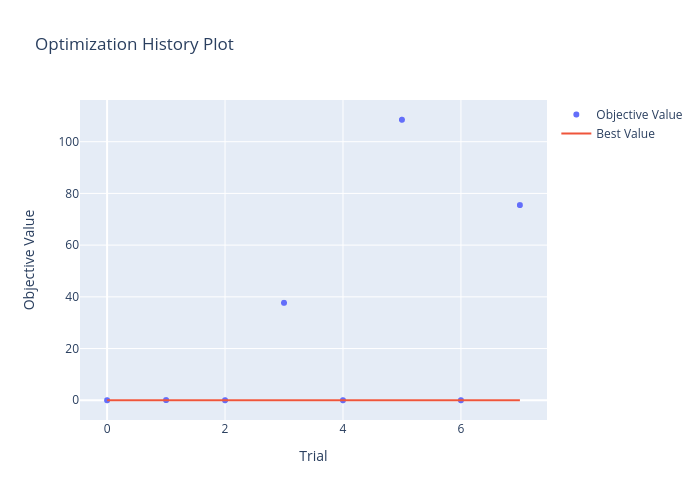 Optimization History Plot
Objective Value
Best Value
100
80
60
40
20
0
Objective Value
0
2
4
6
Trial